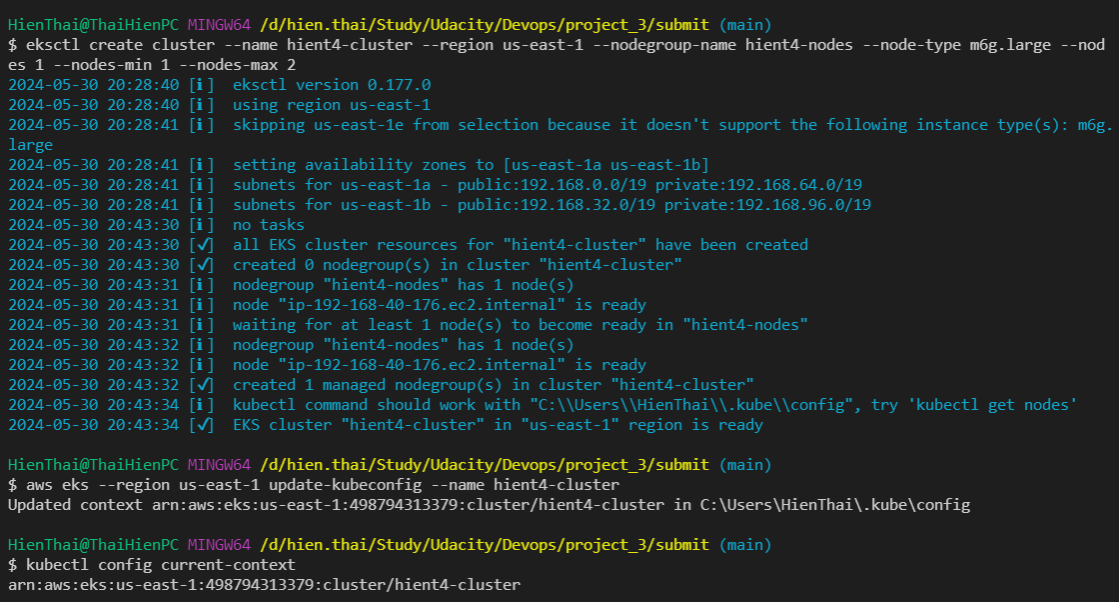 HienThai@ThaiHienPC MINGW64 /d/hien.thai/Study/Udacity/Devops/project_3/submit (main)
$ eksctl create cluster --name hient4-cluster --region us-east-1 --nodegroup-name hient4-nodes --node-type m6g.large --nod
es 1 --nodes-min 1 --nodes-max 2
2024-05-30 20:28:40 [ℹ]  eksctl version 0.177.0
2024-05-30 20:28:40 [ℹ]  using region us-east-1
2024-05-30 20:28:41 [ℹ]  skipping us-east-1e from selection because it doesn't support the following instance type(s): m6g.
large
2024-05-30 20:28:41 [ℹ]  setting availability zones to [us-east-1a us-east-1b]
2024-05-30 20:28:41 [ℹ]  subnets for us-east-1a - public:192.168.0.0/19 private:192.168.64.0/19
2024-05-30 20:28:41 [ℹ]  subnets for us-east-1b - public:192.168.32.0/19 private:192.168.96.0/19
2024-05-30 20:43:30 [ℹ]  no tasks
2024-05-30 20:43:30 [✓]  all EKS cluster resources for "hient4-cluster" have been created
2024-05-30 20:43:30 [✓]  created 0 nodegroup(s) in cluster "hient4-cluster"
2024-05-30 20:43:31 [ℹ]  nodegroup "hient4-nodes" has 1 node(s)
2024-05-30 20:43:31 [ℹ]  node "ip-192-168-40-176.ec2.internal" is ready
2024-05-30 20:43:31 [ℹ]  waiting for at least 1 node(s) to become ready in "hient4-nodes"
2024-05-30 20:43:32 [ℹ]  nodegroup "hient4-nodes" has 1 node(s)
2024-05-30 20:43:32 [ℹ]  node "ip-192-168-40-176.ec2.internal" is ready
2024-05-30 20:43:32 [✓]  created 1 managed nodegroup(s) in cluster "hient4-cluster"
2024-05-30 20:43:34 [ℹ]  kubectl command should work with "C:\\Users\\HienThai\\.kube\\config", try 'kubectl get nodes'
2024-05-30 20:43:34 [✓]  EKS cluster "hient4-cluster" in "us-east-1" region is ready
HienThai@ThaiHienPC MINGW64 /d/hien.thai/Study/Udacity/Devops/project_3/submit (main)
$ aws eks --region us-east-1 update-kubeconfig --name hient4-cluster
Updated context arn:aws:eks:us-east-1:498794313379:cluster/hient4-cluster in C:\Users\HienThai\.kube\config
HienThai@ThaiHienPC MINGW64 /d/hien.thai/Study/Udacity/Devops/project_3/submit (main)
$ kubectl config current-context
arn:aws:eks:us-east-1:498794313379:cluster/hient4-cluster